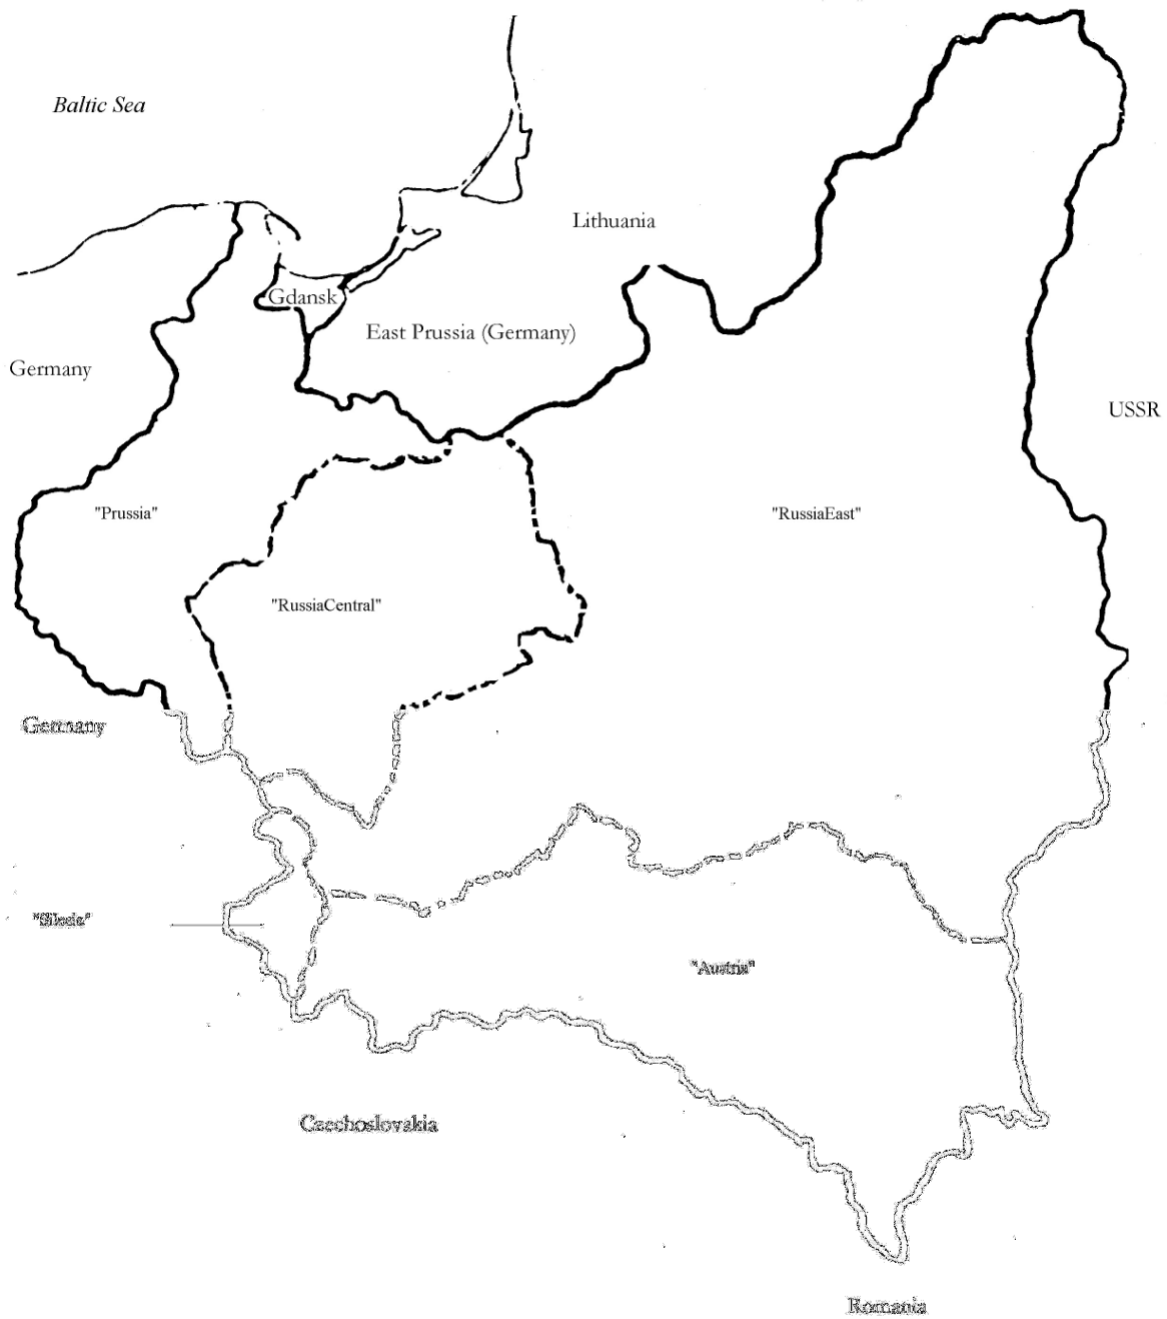 Baltic Sea
Lithuania
Gdansk
East Prussia (Germany)
Germany
USSR
"Prussia"
"RussiaEast"
"RussiaCentral"
Germany
"Silesia"
"Austria"
Czechoslovakia
Romania